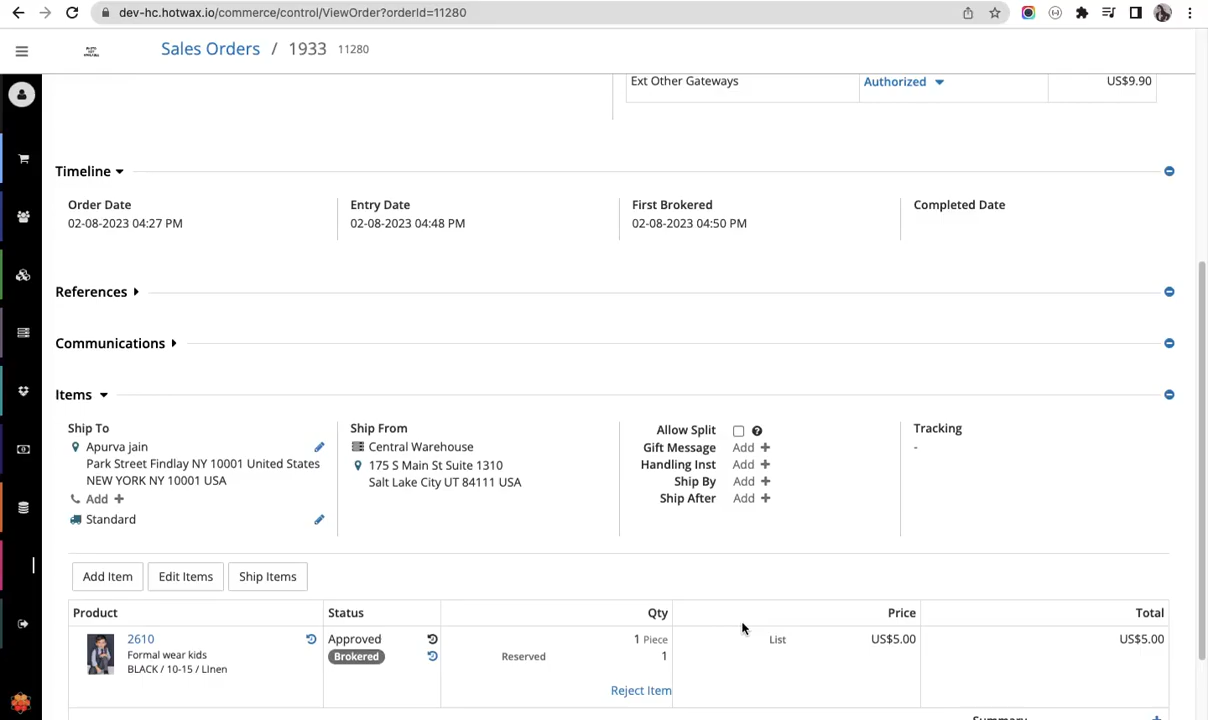 dev-hc.hotwax.io/commerce/control/ViewOrder?orderId=11280
Sales Orders / 1933 11280
Ext Other Gateways Authorized US$9.90
Timeline
Order Date Entry Date First Brokered Completed Date
02-08-2023 04:27 PM 02-08-2023 04:48 PM 02-08-2023 04:50 PM
References
Communications
Items
Ship To
Apurva jain
Park Street Findlay NY 10001 United States
NEW YORK NY 10001 USA
Add +
Standard
Ship From
Central Warehouse
175 S Main St Suite 1310
Salt Lake City UT 84111 USA
Allow Split
Gift Message Add +
Handling Inst Add +
Ship By Add +
Ship After Add +
Tracking
-
Add Item Edit Items Ship Items
Product Status Qty Price Total
2610 Approved 1 Piece List US$5.00 US$5.00
Formal wear kids Brokered Reserved 1
BLACK / 10-15 / LInen
Reject Item
Summary